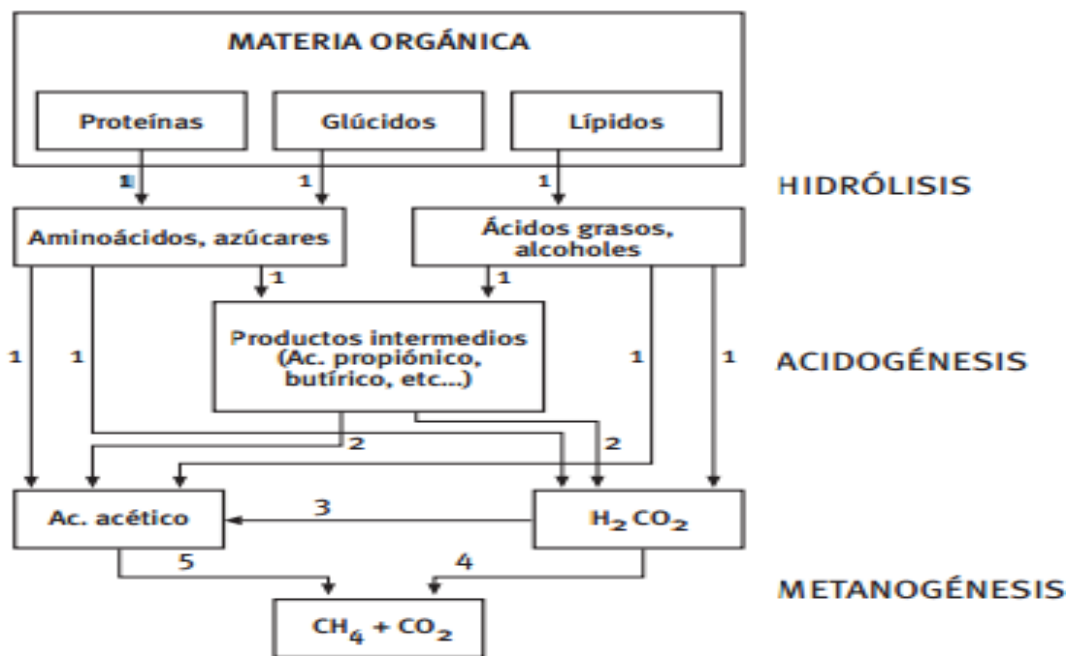 MATERIA ORGÁNICA
Proteínas
Glúcidos
Lípidos
1
1
1
HIDRÓLISIS
Aminoácidos, azúcares
Ácidos grasos,
alcoholes
1
1
Productos intermedios
(Ac. propiónico,
butírico, etc...)
1
1
1
1
ACIDOGÉNESIS
2
2
Ac. acético
3
H2 CO2
5
4
METANOGÉNESIS
CH4 + CO2